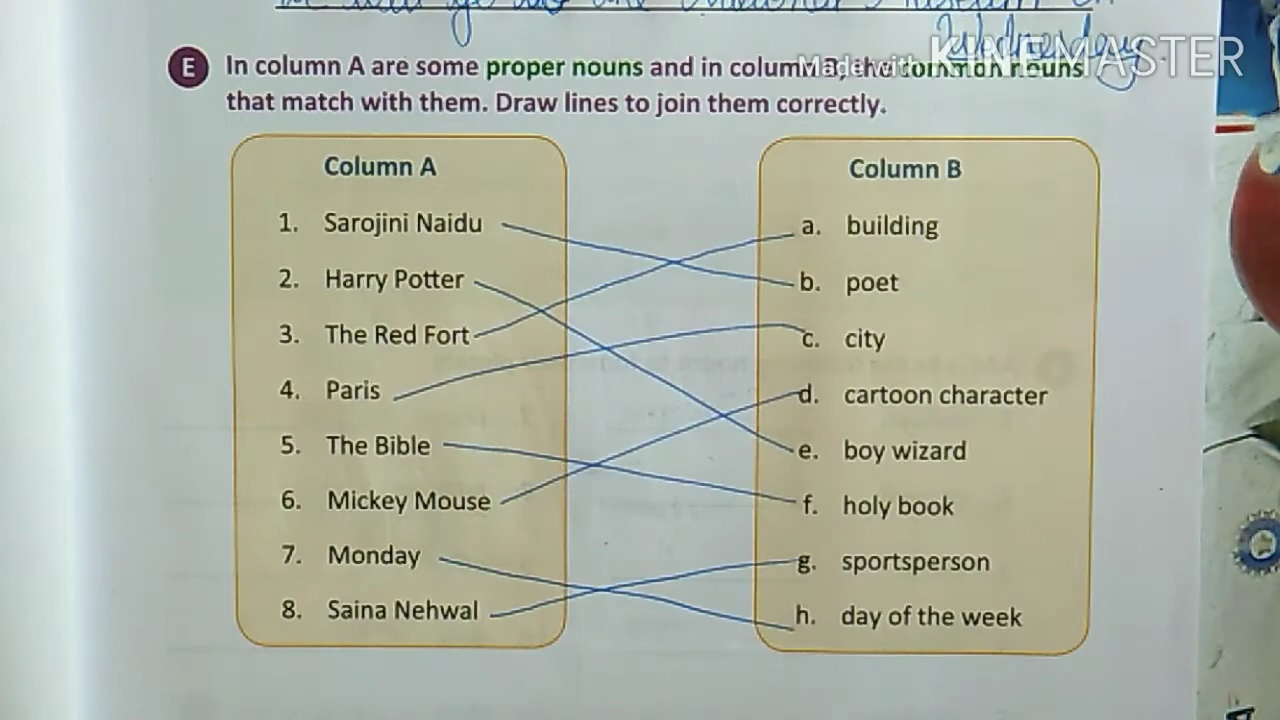 Wednesday.
Made with KINEMASTER
E In column A are some proper nouns and in column B, the common nouns
that match with them. Draw lines to join them correctly.
Column A
1. Sarojini Naidu
2. Harry Potter
3. The Red Fort
4. Paris
5. The Bible
6. Mickey Mouse
7. Monday
8. Saina Nehwal
Column B
a. building
b. poet
c. city
d. cartoon character
e. boy wizard
f. holy book
g. sportsperson
h. day of the week